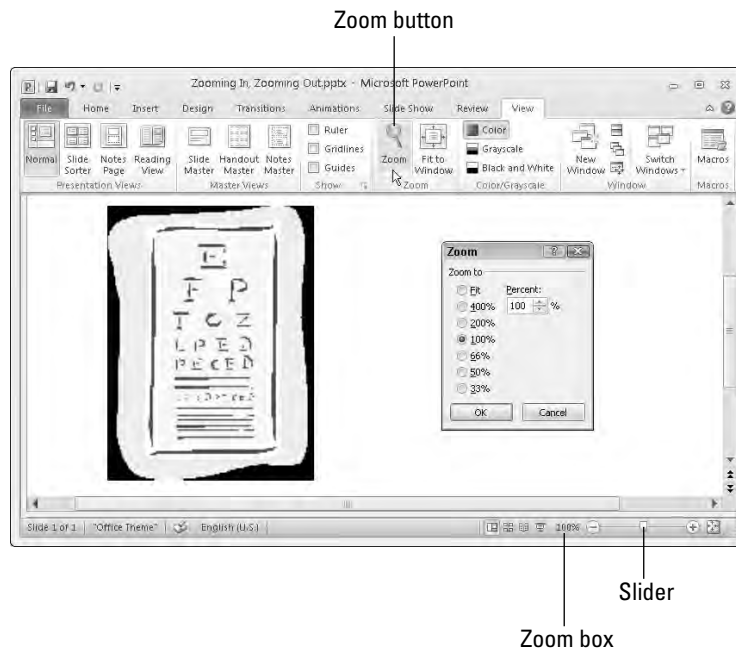 Zoom button
Zooming In, Zooming Out.pptx - Microsoft PowerPoint
File Home Insert Design Transitions Animations Slide Show Review View
Normal Slide Sorter Notes Page Reading View Slide Master Handout Master Notes Master Ruler Gridlines Guides Zoom Fit to Window Color Grayscale Black and White New Window Switch Windows Macros
Presentation Views Master Views Show Zoom Color/Grayscale Window Macros
E
F P
T O Z
L P E D
P E C E D
Zoom
Zoom to
Fit Percent:
400% 100 %
200%
100%
66%
50%
33%
OK Cancel
Slide 1 of 1 "Office Theme" English (U.S.) 100%
Slider
Zoom box